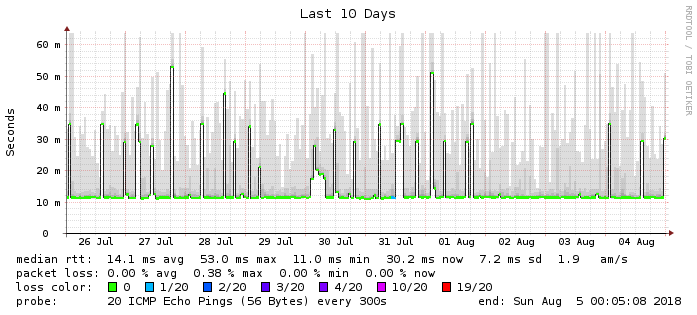 Last 10 Days
RRDTOOL / TOBI OETIKER
Seconds
60 m
50 m
40 m
30 m
20 m
10 m
0
26 Jul 27 Jul 28 Jul 29 Jul 30 Jul 31 Jul 01 Aug 02 Aug 03 Aug 04 Aug
median rtt: 14.1 ms avg 53.0 ms max 11.0 ms min 30.2 ms now 7.2 ms sd 1.9 am/s
packet loss: 0.00 % avg 0.38 % max 0.00 % min 0.00 % now
loss color: 0 1/20 2/20 3/20 4/20 10/20 19/20
probe: 20 ICMP Echo Pings (56 Bytes) every 300s end: Sun Aug 5 00:05:08 2018